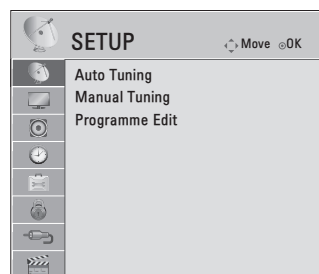 SETUP Move OK
Auto Tuning
Manual Tuning
Programme Edit